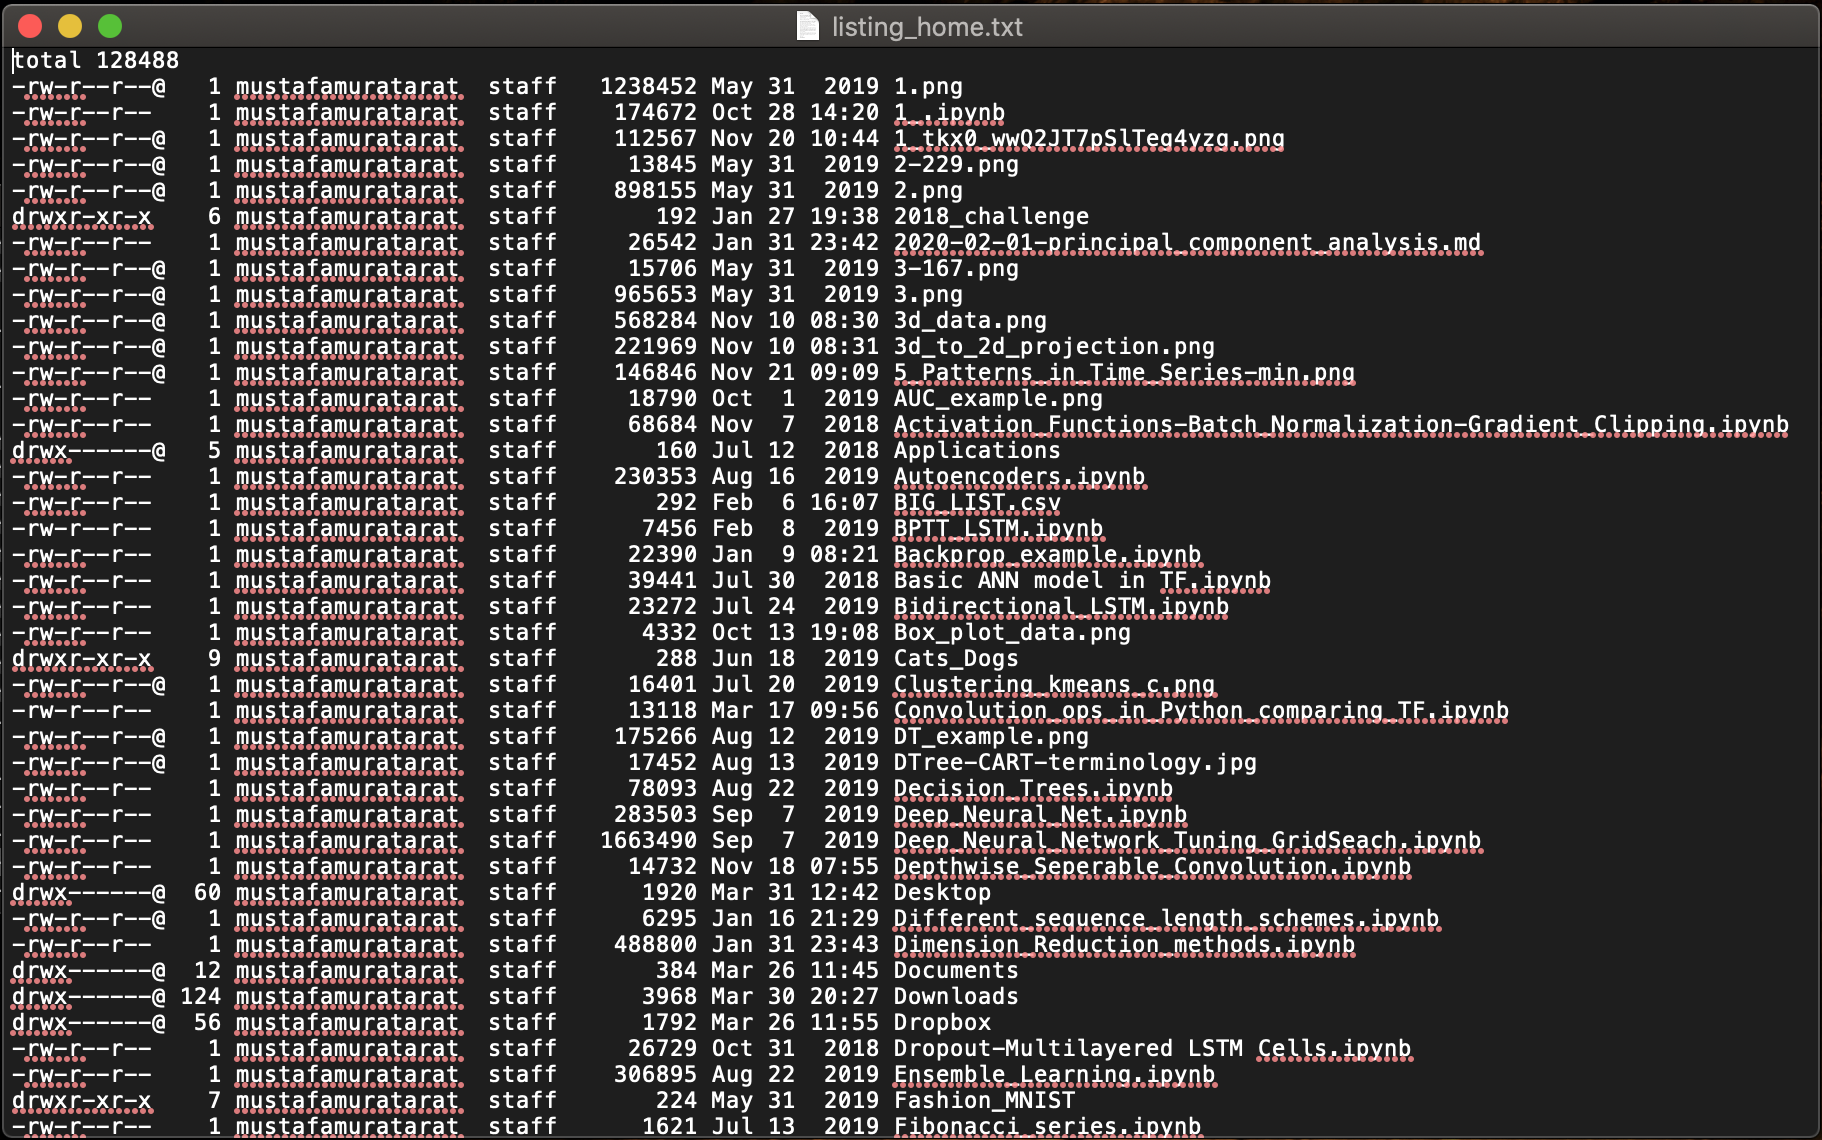 listing_home.txt
total 128488
-rw-r--r--@   1 mustafamuratarat  staff   1238452 May 31  2019 1.png
-rw-r--r--    1 mustafamuratarat  staff    174672 Oct 28 14:20 1_.ipynb
-rw-r--r--@   1 mustafamuratarat  staff    112567 Nov 20 10:44 1_tkx0_wwQ2JT7pSlTeg4yzg.png
-rw-r--r--@   1 mustafamuratarat  staff     13845 May 31  2019 2-229.png
-rw-r--r--@   1 mustafamuratarat  staff    898155 May 31  2019 2.png
drwxr-xr-x    6 mustafamuratarat  staff       192 Jan 27 19:38 2018_challenge
-rw-r--r--    1 mustafamuratarat  staff     26542 Jan 31 23:42 2020-02-01-principal_component_analysis.md
-rw-r--r--@   1 mustafamuratarat  staff     15706 May 31  2019 3-167.png
-rw-r--r--@   1 mustafamuratarat  staff    965653 May 31  2019 3.png
-rw-r--r--@   1 mustafamuratarat  staff    568284 Nov 10 08:30 3d_data.png
-rw-r--r--@   1 mustafamuratarat  staff    221969 Nov 10 08:31 3d_to_2d_projection.png
-rw-r--r--@   1 mustafamuratarat  staff    146846 Nov 21 09:09 5_Patterns_in_Time_Series-min.png
-rw-r--r--    1 mustafamuratarat  staff     18790 Oct  1  2019 AUC_example.png
-rw-r--r--    1 mustafamuratarat  staff     68684 Nov  7  2018 Activation_Functions-Batch_Normalization-Gradient_Clipping.ipynb
drwx------@   5 mustafamuratarat  staff       160 Jul 12  2018 Applications
-rw-r--r--    1 mustafamuratarat  staff    230353 Aug 16  2019 Autoencoders.ipynb
-rw-r--r--    1 mustafamuratarat  staff       292 Feb  6 16:07 BIG_LIST.csv
-rw-r--r--    1 mustafamuratarat  staff      7456 Feb  8  2019 BPTT_LSTM.ipynb
-rw-r--r--    1 mustafamuratarat  staff     22390 Jan  9 08:21 Backprop_example.ipynb
-rw-r--r--    1 mustafamuratarat  staff     39441 Jul 30  2018 Basic ANN model in TF.ipynb
-rw-r--r--    1 mustafamuratarat  staff     23272 Jul 24  2019 Bidirectional_LSTM.ipynb
-rw-r--r--    1 mustafamuratarat  staff      4332 Oct 13 19:08 Box_plot_data.png
drwxr-xr-x    9 mustafamuratarat  staff       288 Jun 18  2019 Cats_Dogs
-rw-r--r--@   1 mustafamuratarat  staff     16401 Jul 20  2019 Clustering_kmeans_c.png
-rw-r--r--    1 mustafamuratarat  staff     13118 Mar 17 09:56 Convolution_ops_in_Python_comparing_TF.ipynb
-rw-r--r--@   1 mustafamuratarat  staff    175266 Aug 12  2019 DT_example.png
-rw-r--r--@   1 mustafamuratarat  staff     17452 Aug 13  2019 DTree-CART-terminology.jpg
-rw-r--r--    1 mustafamuratarat  staff     78093 Aug 22  2019 Decision_Trees.ipynb
-rw-r--r--    1 mustafamuratarat  staff    283503 Sep  7  2019 Deep_Neural_Net.ipynb
-rw-r--r--    1 mustafamuratarat  staff   1663490 Sep  7  2019 Deep_Neural_Network_Tuning_GridSeach.ipynb
-rw-r--r--    1 mustafamuratarat  staff     14732 Nov 18 07:55 Depthwise_Seperable_Convolution.ipynb
drwx------@  60 mustafamuratarat  staff      1920 Mar 31 12:42 Desktop
-rw-r--r--@   1 mustafamuratarat  staff      6295 Jan 16 21:29 Different_sequence_length_schemes.ipynb
-rw-r--r--    1 mustafamuratarat  staff    488800 Jan 31 23:43 Dimension_Reduction_methods.ipynb
drwx------@  12 mustafamuratarat  staff       384 Mar 26 11:45 Documents
drwx------@ 124 mustafamuratarat  staff      3968 Mar 30 20:27 Downloads
drwx------@  56 mustafamuratarat  staff      1792 Mar 26 11:55 Dropbox
-rw-r--r--    1 mustafamuratarat  staff     26729 Oct 31  2018 Dropout-Multilayered LSTM Cells.ipynb
-rw-r--r--    1 mustafamuratarat  staff    306895 Aug 22  2019 Ensemble_Learning.ipynb
drwxr-xr-x    7 mustafamuratarat  staff       224 May 31  2019 Fashion_MNIST
-rw-r--r--    1 mustafamuratarat  staff      1621 Jul 13  2019 Fibonacci_series.ipynb